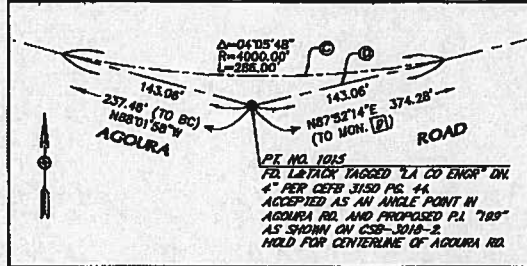 Δ=04°05'48"
R=4000.00'
L=286.00'
C
D
143.06'
143.06'
237.46' (TO BC)
N88°01'58"W
N87°52'14"E 374.28'
(TO MON. )
AGOURA
ROAD
PT. NO. 1015
FD. L&TACK TAGGED "LA CO ENGR" DN.
4" PER CEFB 3150 PG. 44.
ACCEPTED AS AN ANGLE POINT IN
AGOURA RD. AND PROPOSED P.I. "789"
AS SHOWN ON CSB-3018-2.
HOLD FOR CENTERLINE OF AGOURA RD.